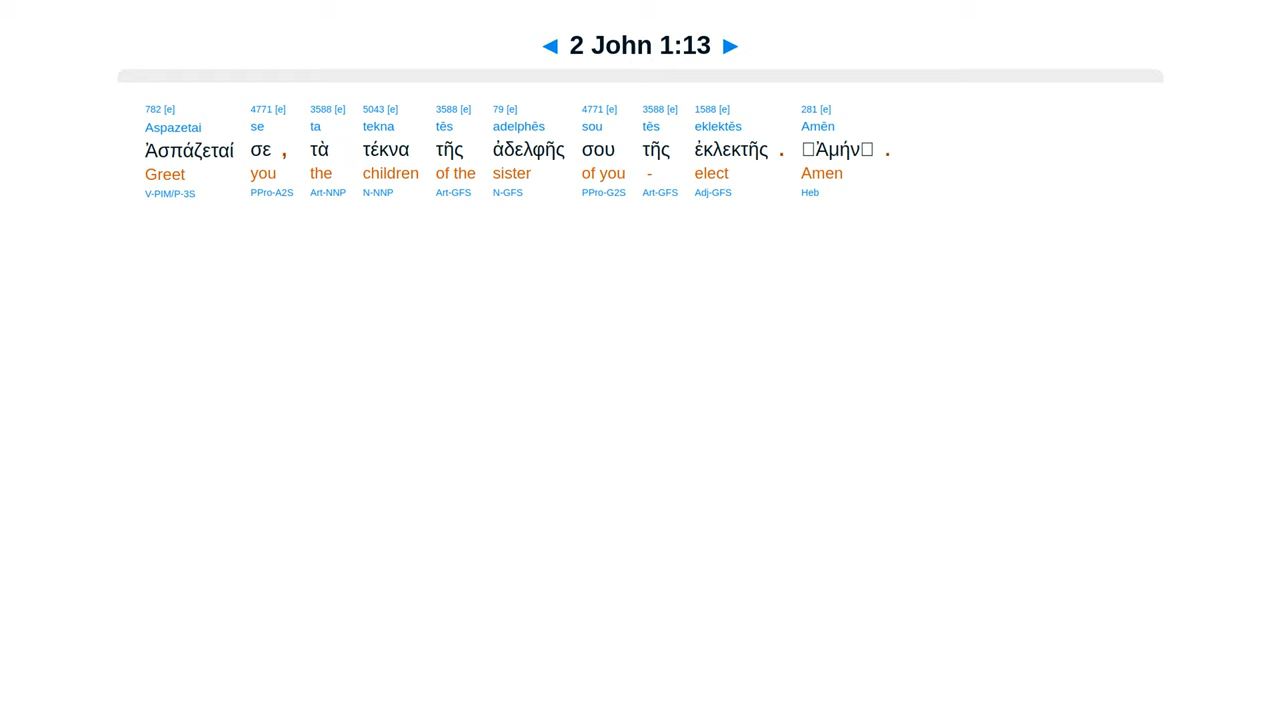 ◄ 2 John 1:13 ►
782 [e] 4771 [e] 3588 [e] 5043 [e] 3588 [e] 79 [e] 4771 [e] 3588 [e] 1588 [e] 281 [e]
Aspazetai se ta tekna tēs adelphēs sou tēs eklektēs Amēn
Ἀσπάζεταί σε , τὰ τέκνα τῆς ἀδελφῆς σου τῆς ἐκλεκτῆς . Ἀμήν .
Greet you the children of the sister of you - elect Amen
V-PIM/P-3S PPro-A2S Art-NNP N-NNP Art-GFS N-GFS PPro-G2S Art-GFS Adj-GFS Heb